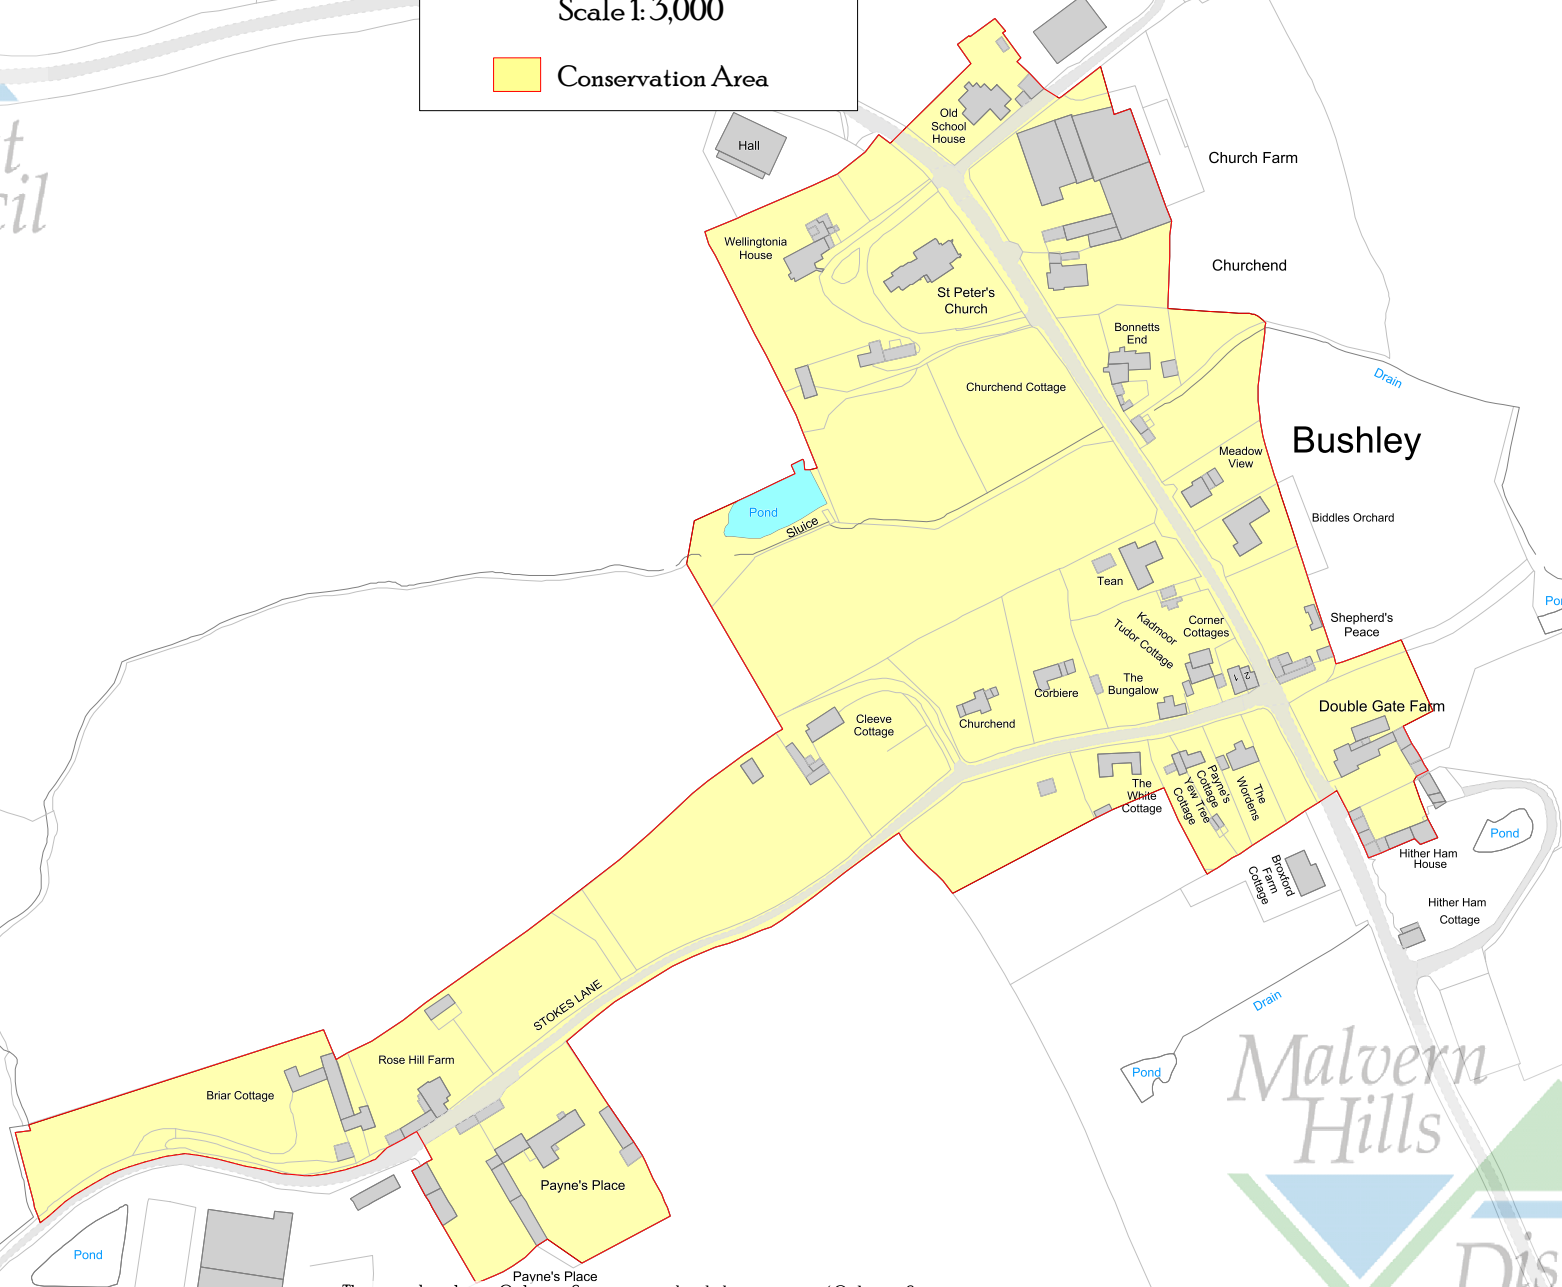 Scale 1: 3,000
Conservation Area
Hall
Old
School
House
Church Farm
Churchend
Wellingtonia
House
St Peter's
Church
Bonnetts
End
Churchend Cottage
Drain
Bushley
Meadow
View
Biddles Orchard
Pond
Sluice
Tean
Kadmoor
Tudor Cottage
Corner
Cottages
Shepherd's
Peace
The
Bungalow
1
2
Corbiere
Churchend
Cleeve
Cottage
Double Gate Farm
The
White
Cottage
Payne's
Cottage
Yew Tree
Cottage
The
Wordens
Pond
Hither Ham
House
Broxford
Farm
Cottage
Hither Ham
Cottage
Drain
Pond
STOKES LANE
Rose Hill Farm
Briar Cottage
Payne's Place
Payne's Place
Pond
Malvern
Hills
Dis
t
cil